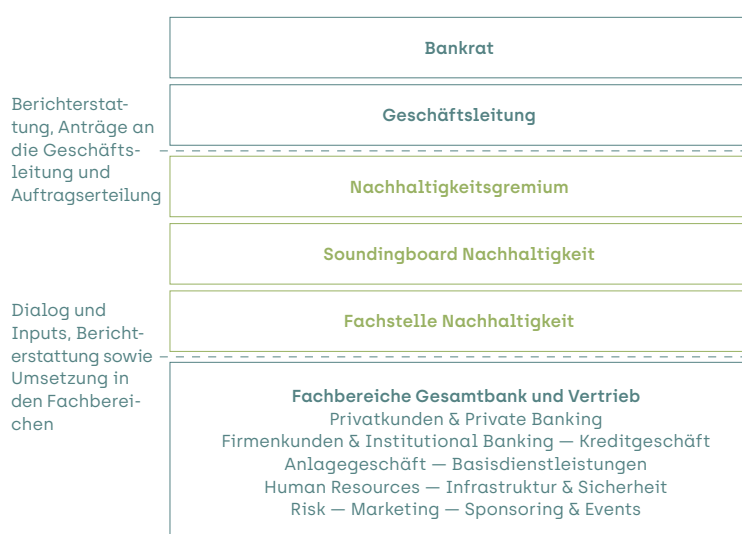 Bankrat
Geschäftsleitung
Berichterstat-
tung, Anträge an
die Geschäfts-
leitung und
Auftragserteilung
Nachhaltigkeitsgremium
Soundingboard Nachhaltigkeit
Fachstelle Nachhaltigkeit
Dialog und
Inputs, Bericht-
erstattung sowie
Umsetzung in
den Fachberei-
chen
Fachbereiche Gesamtbank und Vertrieb
Privatkunden & Private Banking
Firmenkunden & Institutional Banking — Kreditgeschäft
Anlagegeschäft — Basisdienstleistungen
Human Resources — Infrastruktur & Sicherheit
Risk — Marketing — Sponsoring & Events